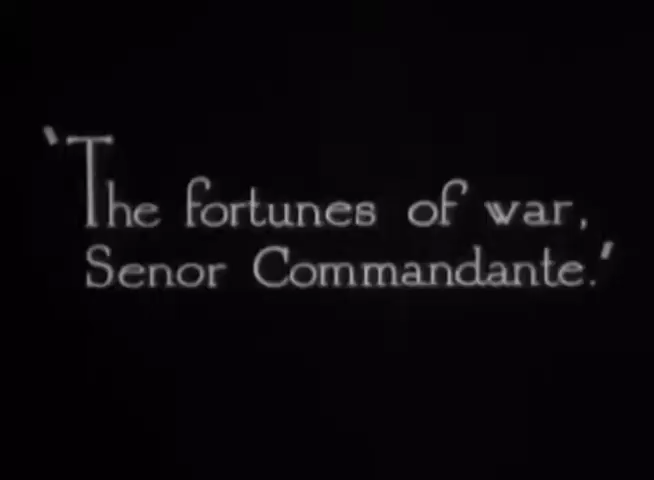 'The fortunes of war,
Senor Commandante.'